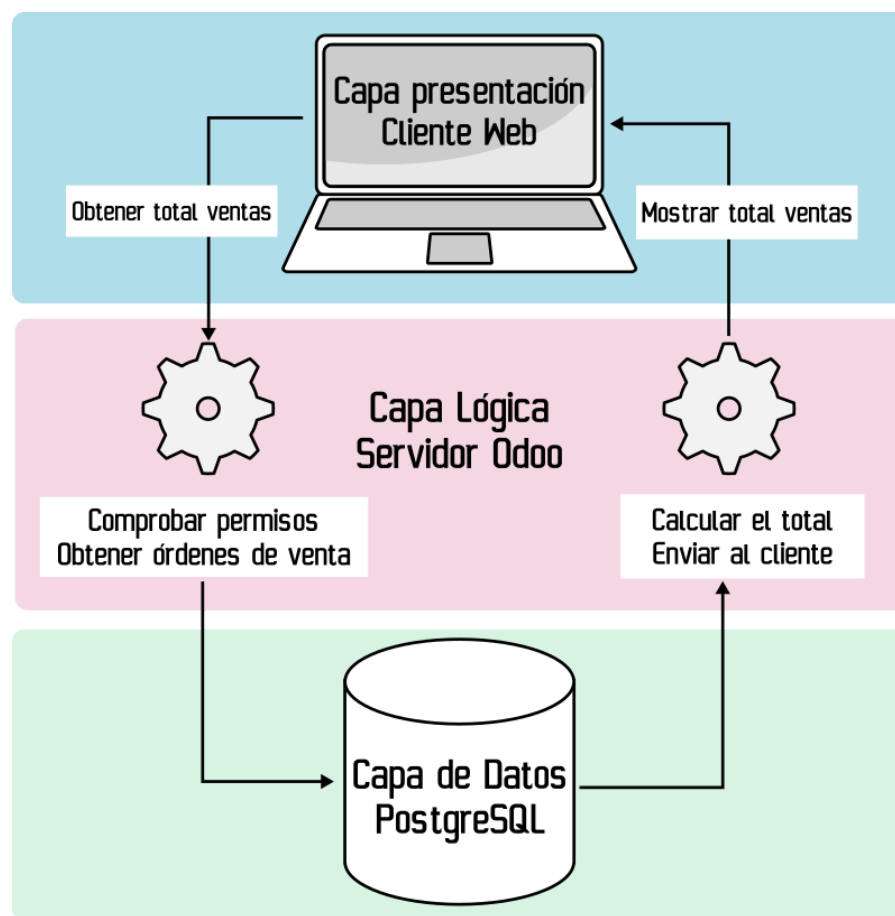 Capa presentación
Cliente Web
Obtener total ventas
Mostrar total ventas
Capa Lógica
Servidor Odoo
Comprobar permisos
Obtener órdenes de venta
Calcular el total
Enviar al cliente
Capa de Datos
PostgreSQL